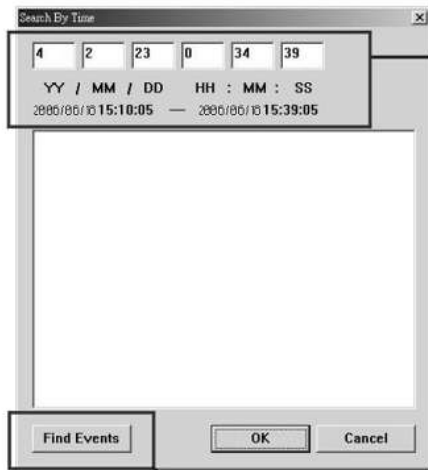 Search By Time
4 2 23 0 34 39
YY / MM / DD HH : MM : SS
2006/06/16 15:10:05 — 2006/06/16 15:39:05
Find Events OK Cancel